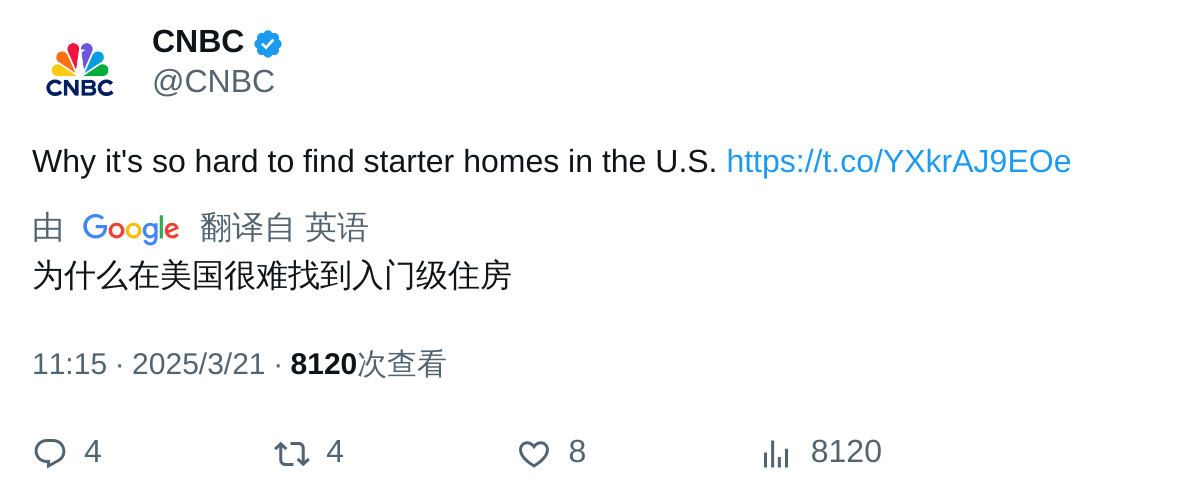 CNBC
CNBC
@CNBC
Why it's so hard to find starter homes in the U.S. https://t.co/YXkrAJ9EOe
由 Google 翻译自 英语
为什么在美国很难找到入门级住房
11:15 · 2025/3/21 · 8120次查看
4 4 8 8120